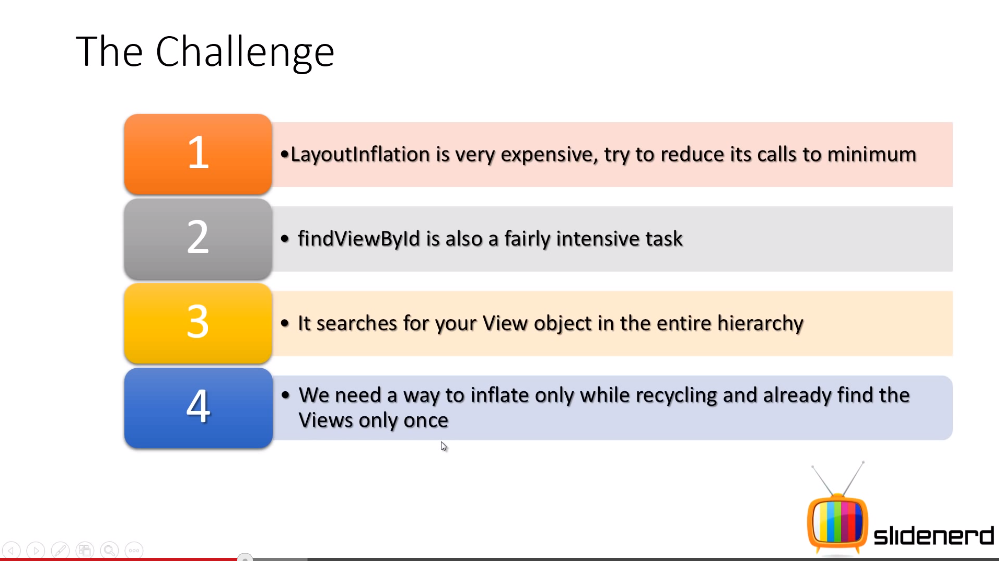 The Challenge
1
•LayoutInflation is very expensive, try to reduce its calls to minimum
2
• findViewById is also a fairly intensive task
3
• It searches for your View object in the entire hierarchy
4
• We need a way to inflate only while recycling and already find the
Views only once
slidenerd